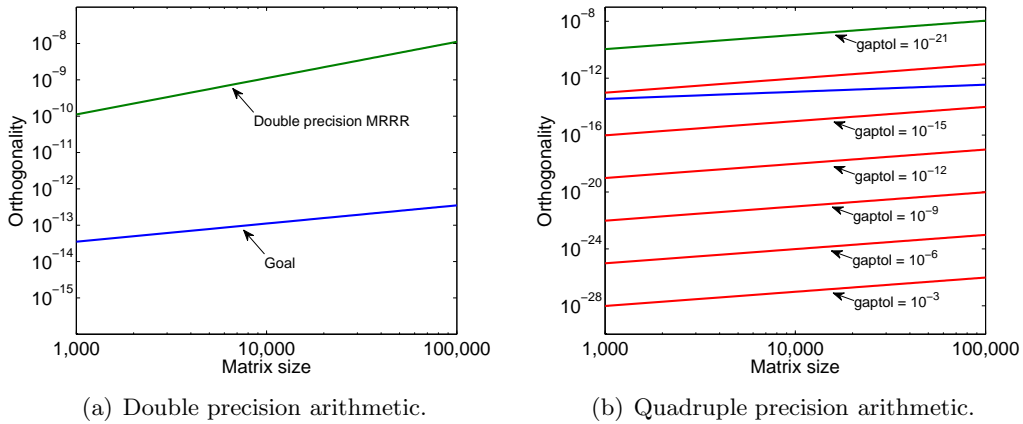 10−8
10−9
10−10
10−11
10−12
10−13
10−14
10−15
Orthogonality
Double precision MRRR
Goal
1,000
10,000
100,000
Matrix size
(a) Double precision arithmetic.
10−8
10−12
10−16
10−20
10−24
10−28
Orthogonality
gaptol = 10−21
gaptol = 10−15
gaptol = 10−12
gaptol = 10−9
gaptol = 10−6
gaptol = 10−3
1,000
10,000
100,000
Matrix size
(b) Quadruple precision arithmetic.